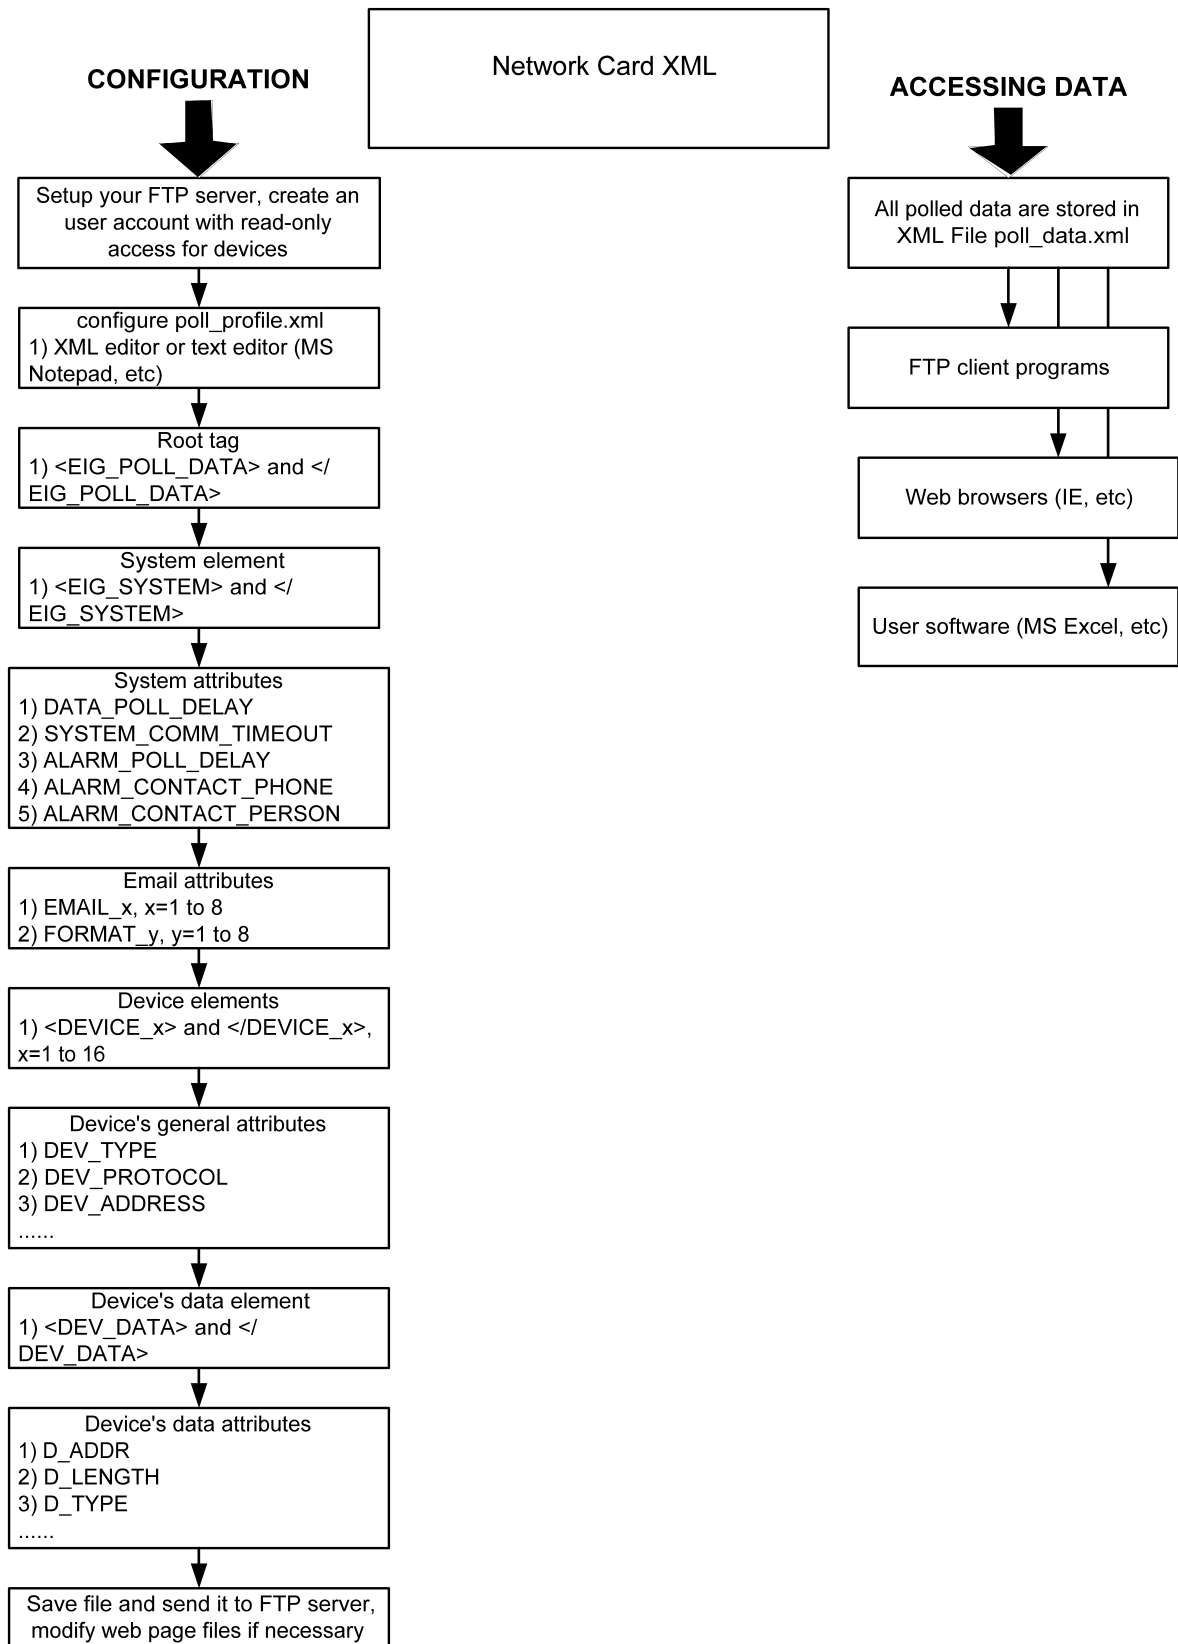 Network Card XML
CONFIGURATION
Setup your FTP server, create an
user account with read-only
access for devices
configure poll_profile.xml
1) XML editor or text editor (MS
Notepad, etc)
Root tag
1) <EIG_POLL_DATA> and </
EIG_POLL_DATA>
System element
1) <EIG_SYSTEM> and </
EIG_SYSTEM>
System attributes
1) DATA_POLL_DELAY
2) SYSTEM_COMM_TIMEOUT
3) ALARM_POLL_DELAY
4) ALARM_CONTACT_PHONE
5) ALARM_CONTACT_PERSON
Email attributes
1) EMAIL_x, x=1 to 8
2) FORMAT_y, y=1 to 8
Device elements
1) <DEVICE_x> and </DEVICE_x>,
x=1 to 16
Device's general attributes
1) DEV_TYPE
2) DEV_PROTOCOL
3) DEV_ADDRESS
......
Device's data element
1) <DEV_DATA> and </
DEV_DATA>
Device's data attributes
1) D_ADDR
2) D_LENGTH
3) D_TYPE
......
Save file and send it to FTP server,
modify web page files if necessary
ACCESSING DATA
All polled data are stored in
XML File poll_data.xml
FTP client programs
Web browsers (IE, etc)
User software (MS Excel, etc)